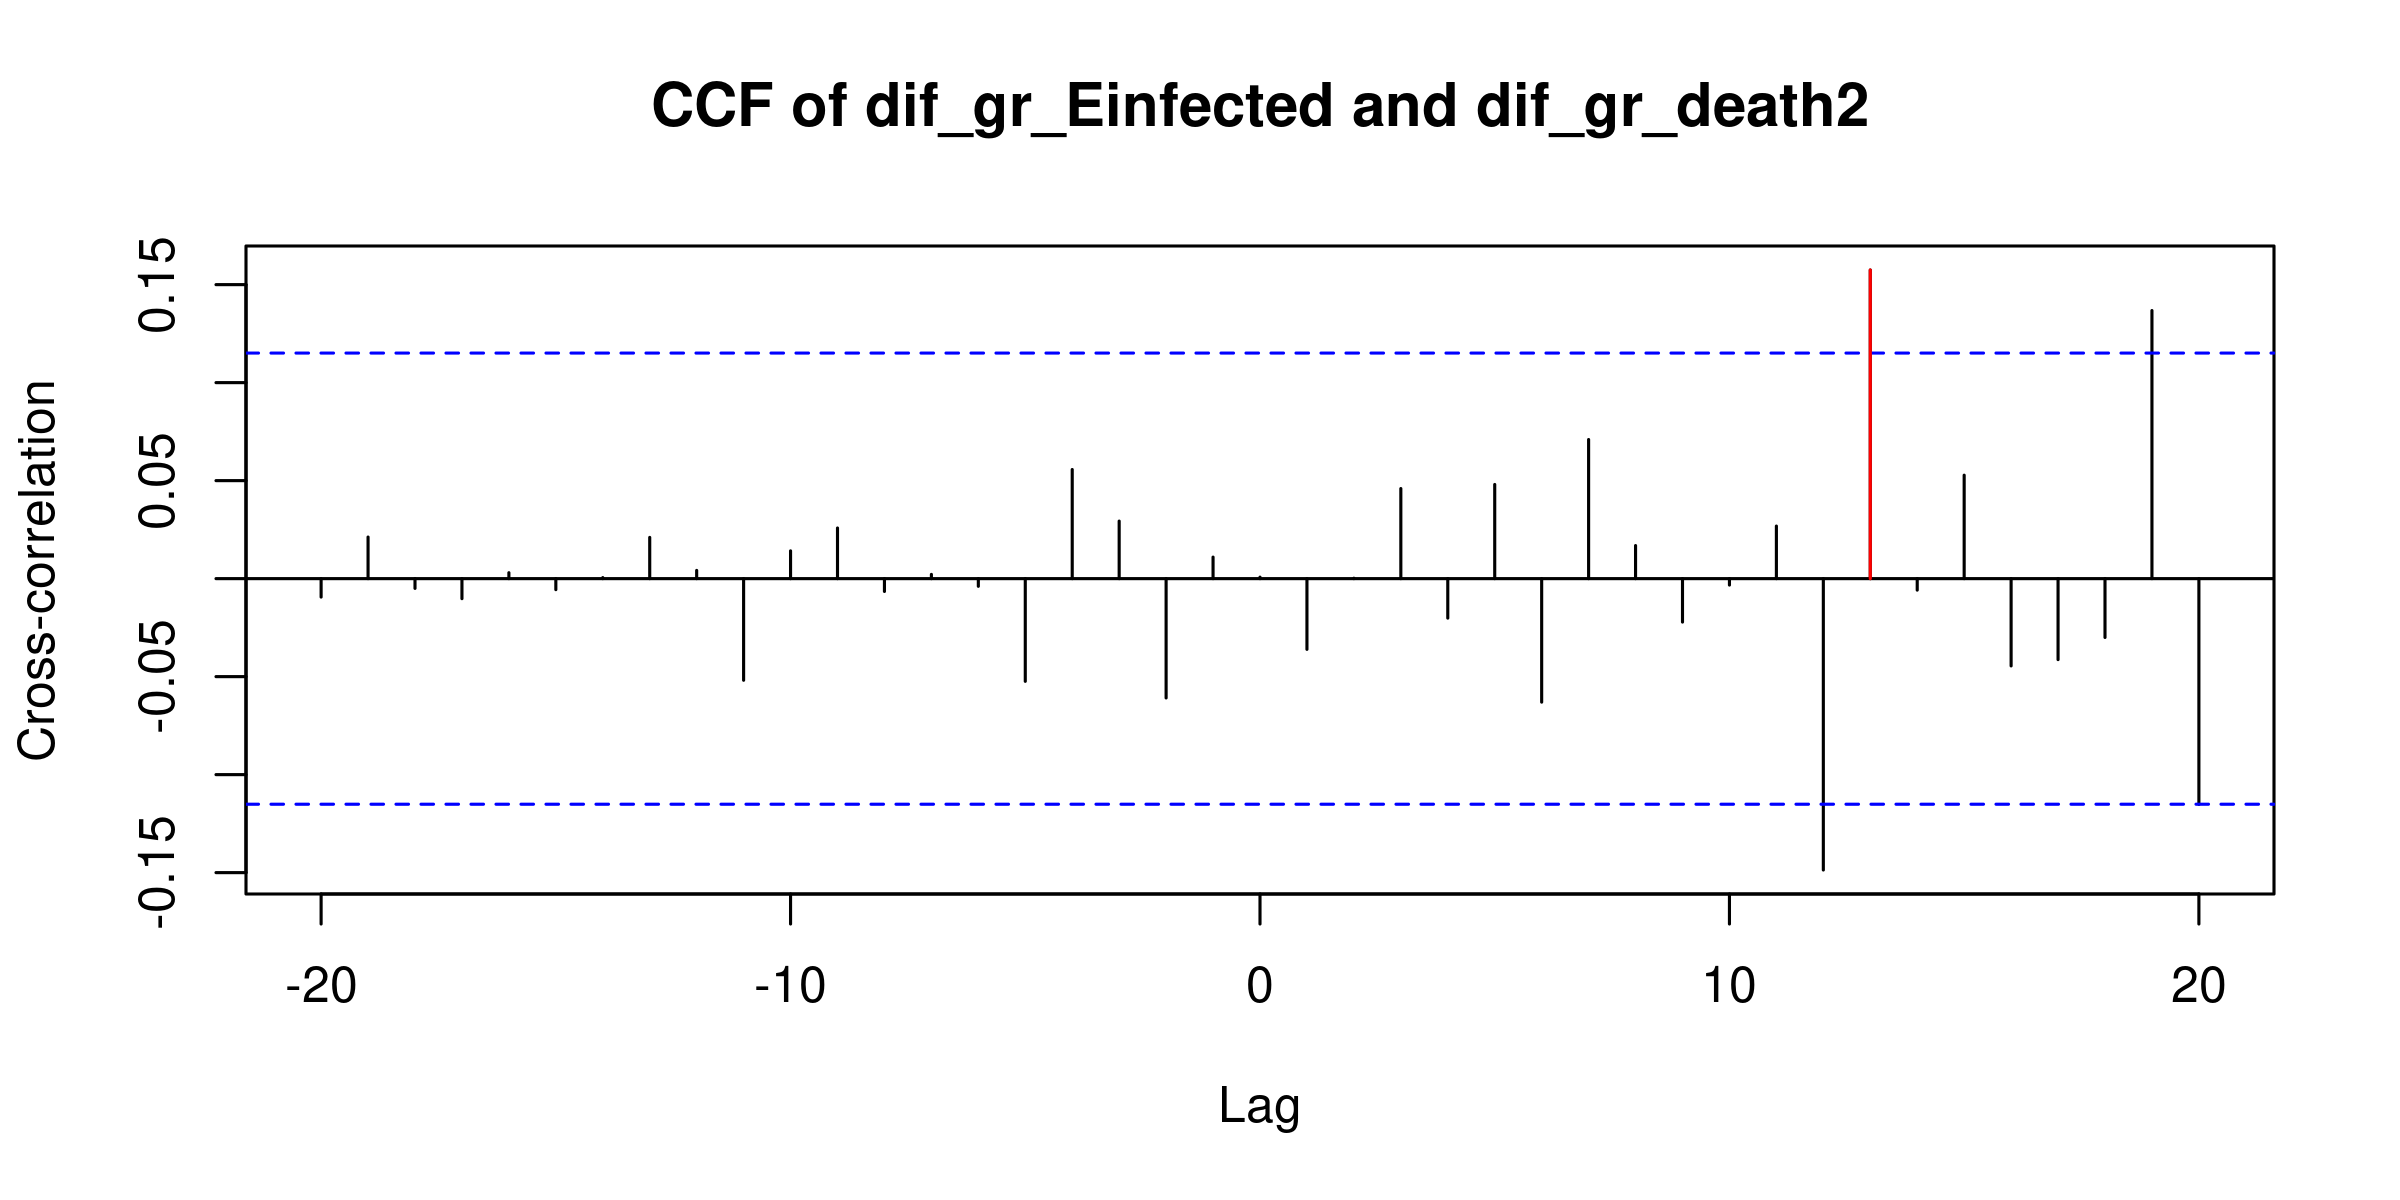 CCF of dif_gr_Einfected and dif_gr_death2
Cross-correlation
0.15
0.05
-0.05
-0.15
-20 -10 0 10 20
Lag